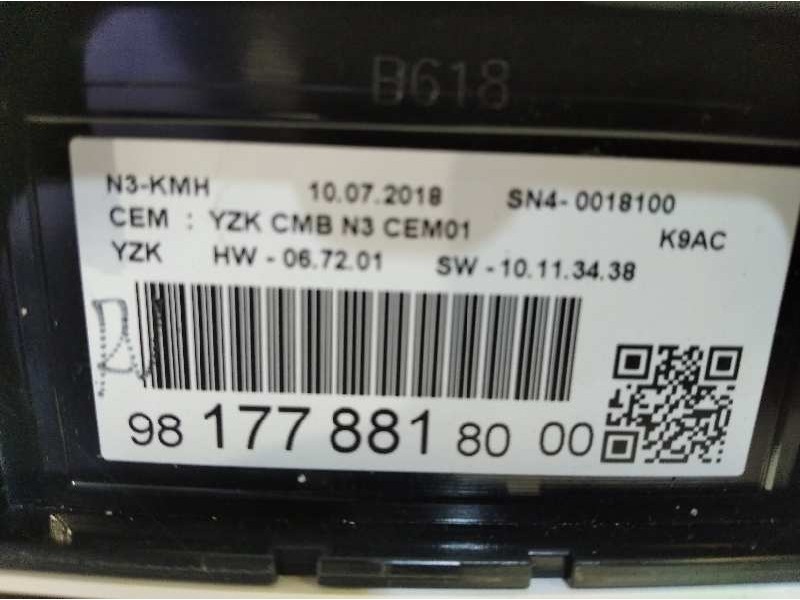 B618
N3-KMH 10.07.2018 SN4-0018100
CEM : YZK CMB N3 CEM01 K9AC
YZK HW - 06.72.01 SW - 10.11.34.38
98 177 881 80 00